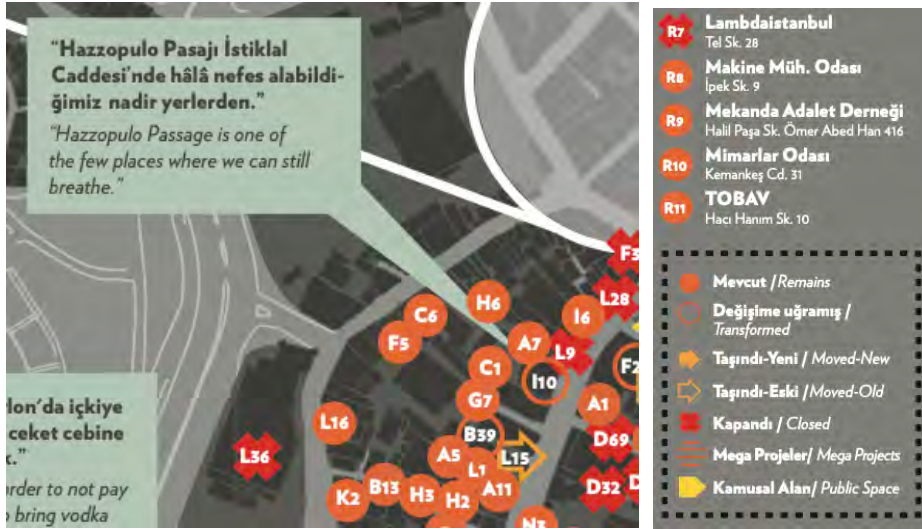 “Hazzopulo Pasajı İstiklal
Caddesi’nde hâlâ nefes alabildi-
ğimiz nadir yerlerden.”
“Hazzopulo Passage is one of
the few places where we can still
breathe.”
lon’da içkiye
ceket cebine
k.”
order to not pay
bring vodka
H6
C6
I6
L28
F5
A7
L9
C1
I10
G7
A1
L16
B39
D69
A5
L15
L36
L1
B13
A11
K2
H3
H2
D32
N3
R7
Lambdaistanbul
Tel Sk. 28
R8
Makine Müh. Odası
İpek Sk. 9
R9
Mekanda Adalet Derneği
Halil Paşa Sk. Ömer Abed Han 416
R10
Mimarlar Odası
Kemankeş Cd. 31
R11
TOBAV
Hacı Hanım Sk. 10
Mevcut / Remains
Değişime uğramış /
Transformed
Taşındı-Yeni / Moved-New
Taşındı-Eski / Moved-Old
Kapandı / Closed
Mega Projeler/ Mega Projects
Kamusal Alan/ Public Space